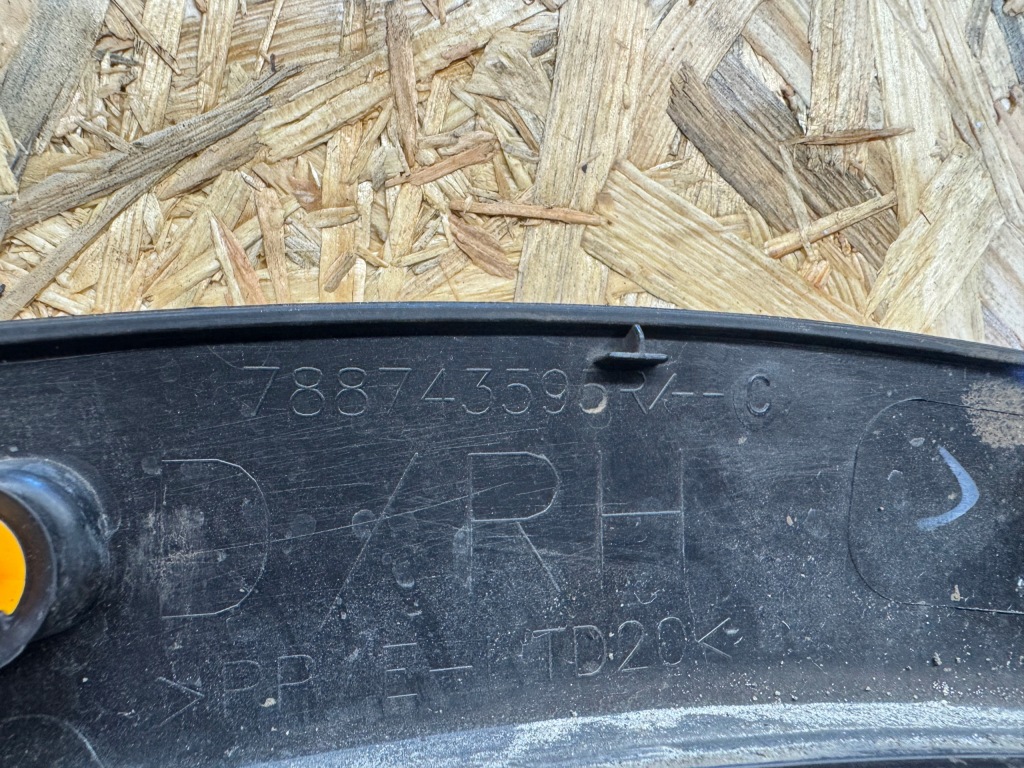 788743595R/--C
D/RH
>PP E- TD20<